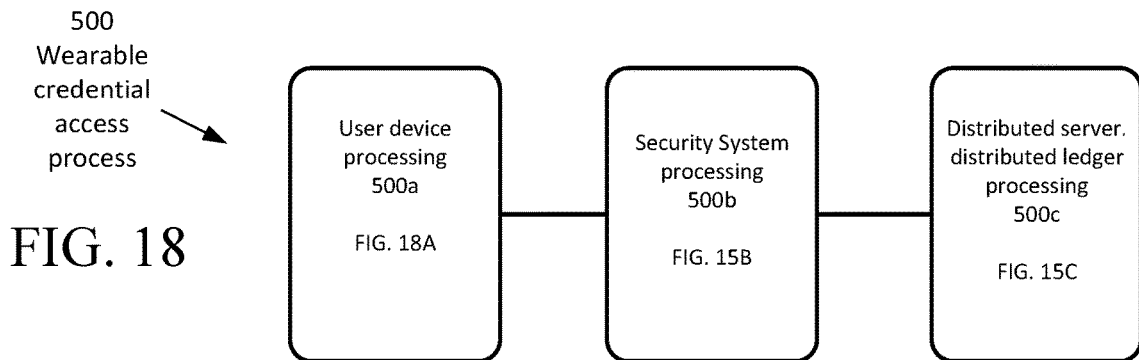 500
Wearable
credential
access
process
FIG. 18
User device
processing
500a
FIG. 18A
Security System
processing
500b
FIG. 15B
Distributed server.
distributed ledger
processing
500c
FIG. 15C